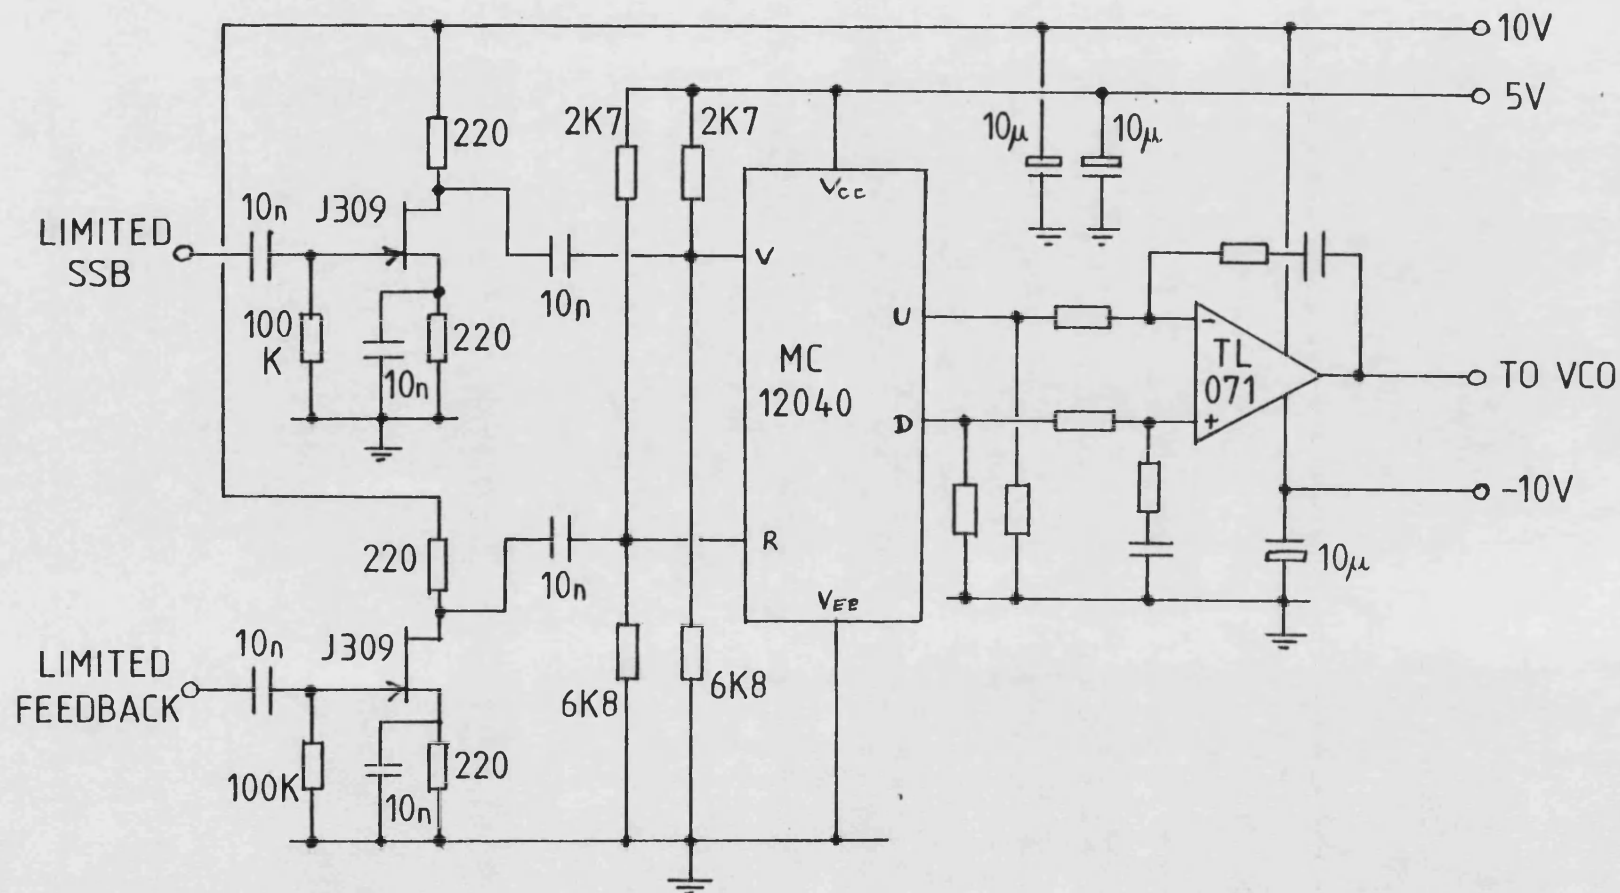 10V
5V
2K7
2K7
10µ
10µ
220
VCC
10n
J309
LIMITED
SSB
V
10n
100
K
220
10n
U
MC
12040
TL
071
-
+
TO VCO
D
-10V
R
220
10n
10µ
VEE
10n
J309
LIMITED
FEEDBACK
6K8
6K8
100K
220
10n